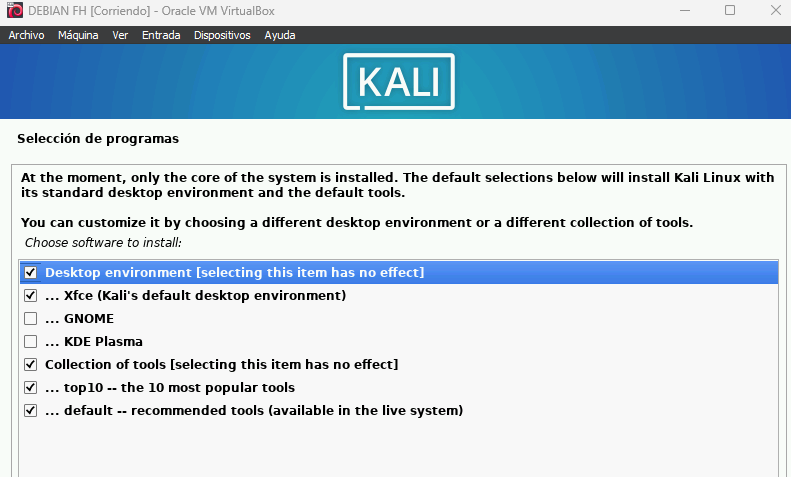 DEBIAN FH [Corriendo] - Oracle VM VirtualBox
Archivo Máquina Ver Entrada Dispositivos Ayuda
KALI
Selección de programas
At the moment, only the core of the system is installed. The default selections below will install Kali Linux with
its standard desktop environment and the default tools.
You can customize it by choosing a different desktop environment or a different collection of tools.
Choose software to install:
Desktop environment [selecting this item has no effect]
... Xfce (Kali's default desktop environment)
... GNOME
... KDE Plasma
Collection of tools [selecting this item has no effect]
... top10 -- the 10 most popular tools
... default -- recommended tools (available in the live system)